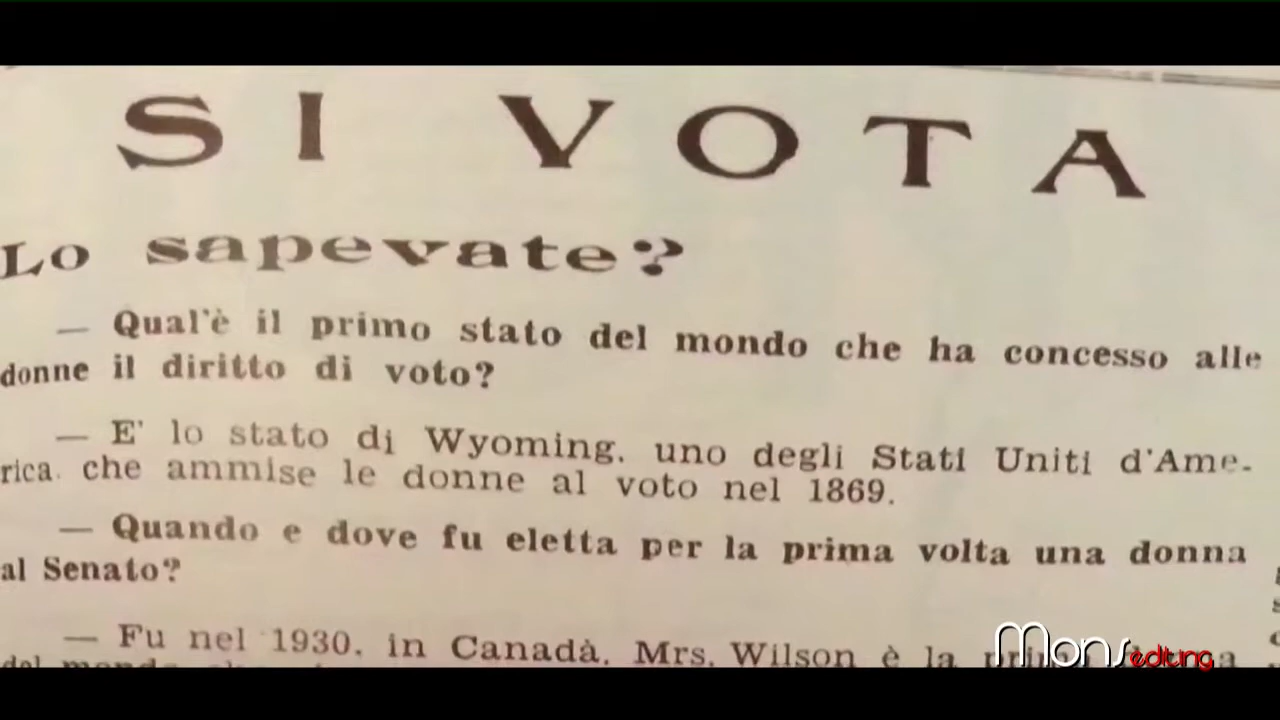 SI VOTA
Lo sapevate?
— Qual'è il primo stato del mondo che ha concesso alle
donne il diritto di voto?
— E' lo stato di Wyoming, uno degli Stati Uniti d'Ame-
rica, che ammise le donne al voto nel 1869.
— Quando e dove fu eletta per la prima volta una donna
al Senato?
— Fu nel 1930, in Canadà. Mrs. Wilson è la
del mondo
Monsediting